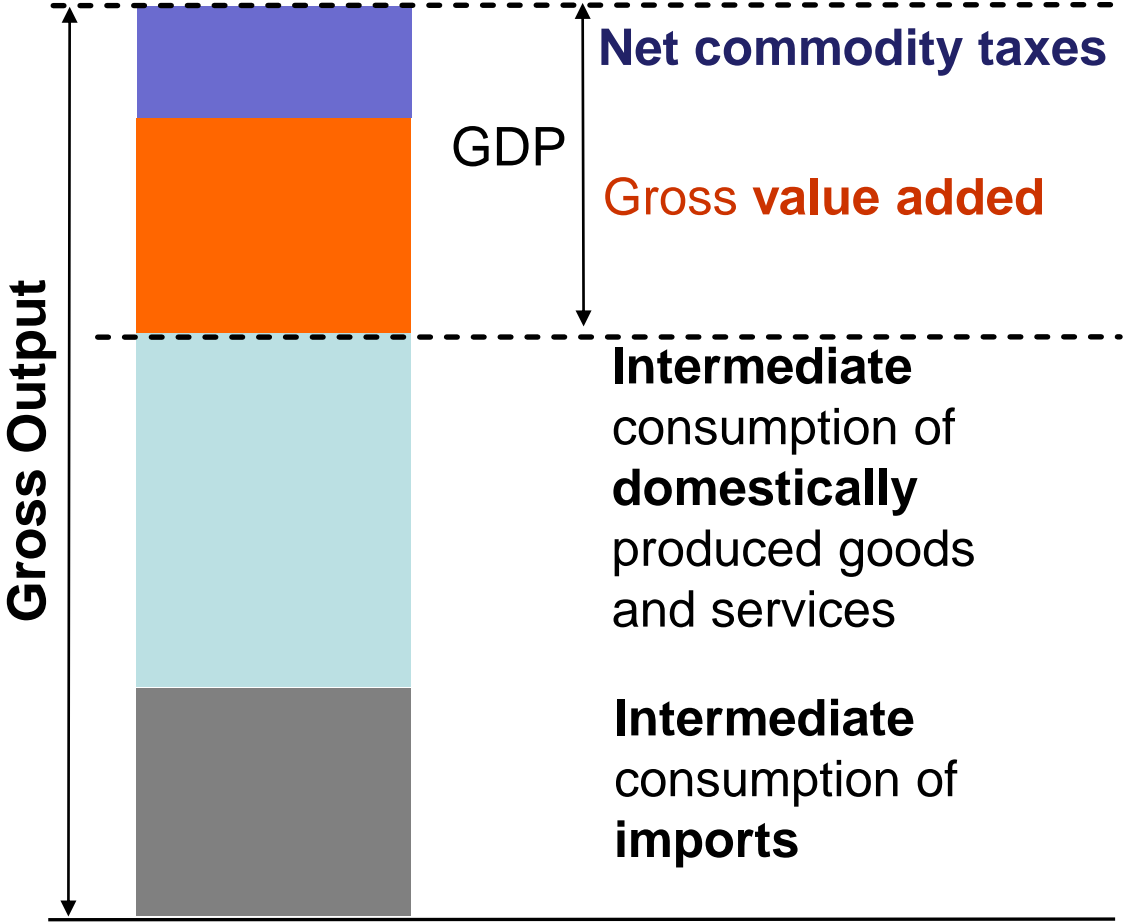 Net commodity taxes
GDP
Gross value added
Gross Output
Intermediate
consumption of
domestically
produced goods
and services
Intermediate
consumption of
imports